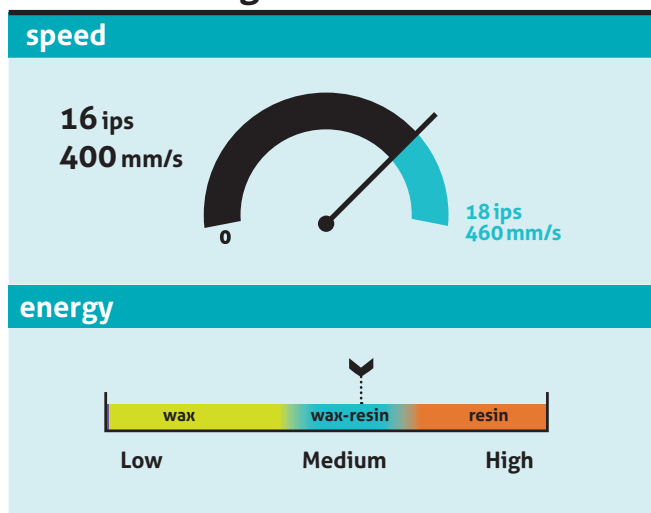 speed
16 ips
400 mm/s
0
18 ips
460 mm/s
energy
wax wax-resin resin
Low Medium High